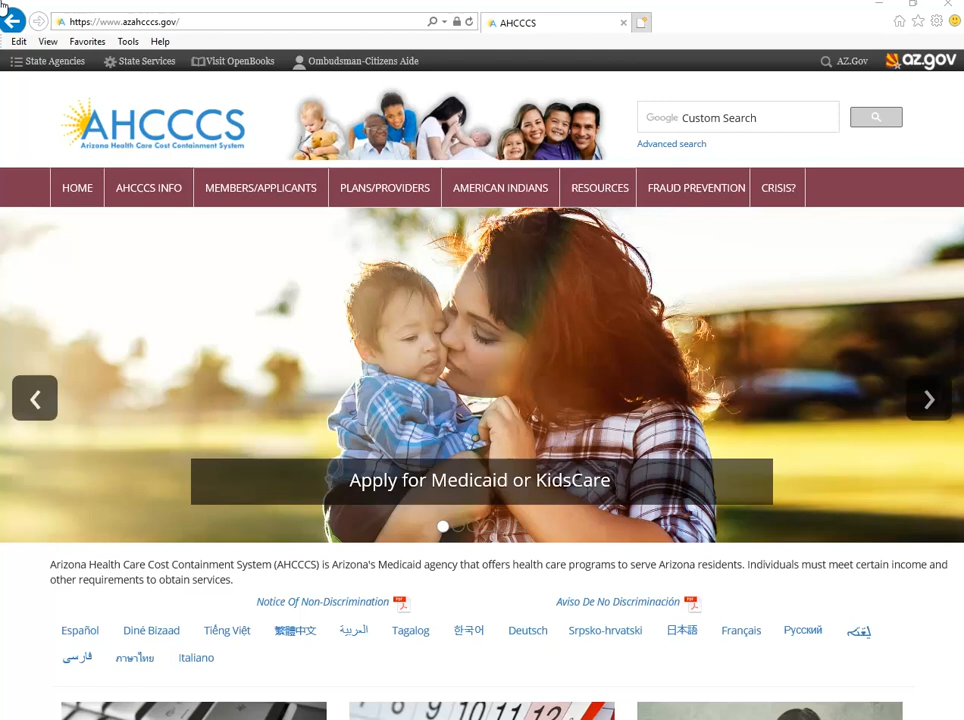 https://www.azahcccs.gov/
AHCCCS
Edit View Favorites Tools Help
State Agencies State Services Visit OpenBooks Ombudsman-Citizens Aide AZ.Gov az.gov
AHCCCS
Arizona Health Care Cost Containment System
Google Custom Search
Advanced search
HOME AHCCCS INFO MEMBERS/APPLICANTS PLANS/PROVIDERS AMERICAN INDIANS RESOURCES FRAUD PREVENTION CRISIS?
Apply for Medicaid or KidsCare
Arizona Health Care Cost Containment System (AHCCCS) is Arizona's Medicaid agency that offers health care programs to serve Arizona residents. Individuals must meet certain income and
other requirements to obtain services.
Notice Of Non-Discrimination Aviso De No Discriminación
Español Diné Bizaad Tiếng Việt 繁體中文 العربية Tagalog 한국어 Deutsch Srpsko-hrvatski 日本語 Français Русский
فارسی ภาษาไทย Italiano
9 10 11 12